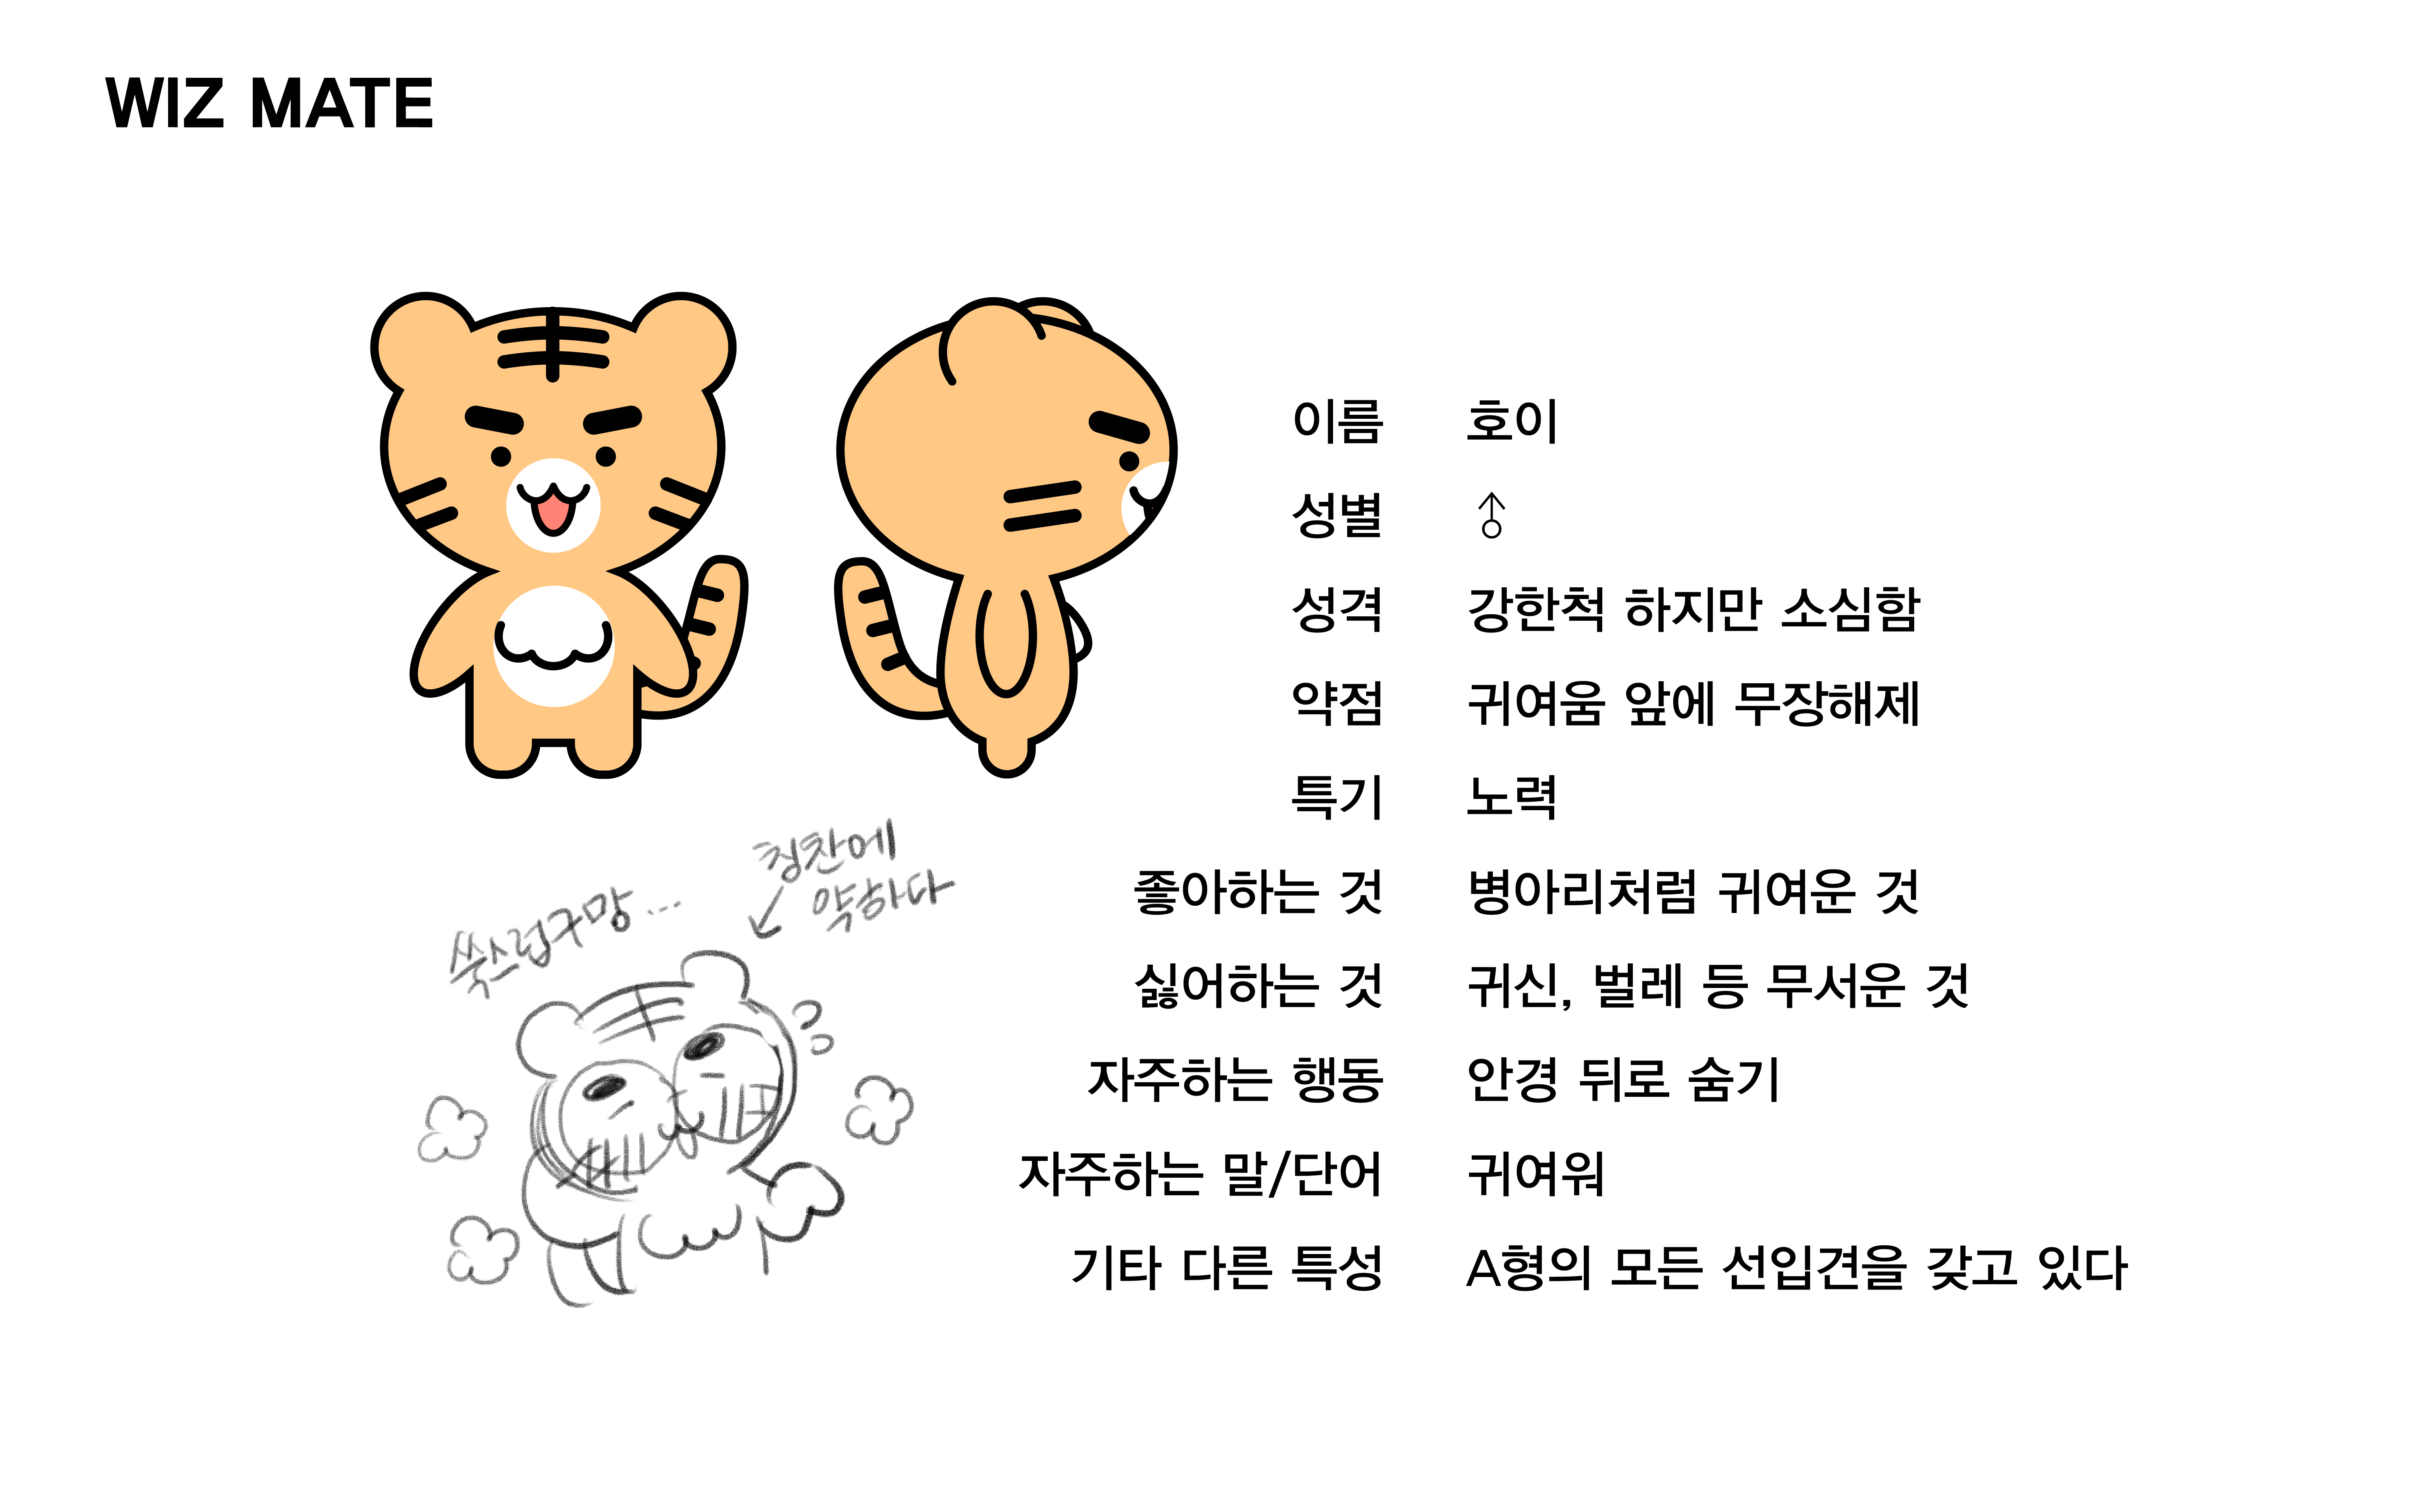 WIZ MATE
이름 호이
성별 ♂
성격 강한척 하지만 소심함
약점 귀여움 앞에 무장해제
특기 노력
좋아하는 것 병아리처럼 귀여운 것
싫어하는 것 귀신, 벌레 등 무서운 것
자주하는 행동 안경 뒤로 숨기
자주하는 말/단어 귀여워
기타 다른 특성 A형의 모든 선입견을 갖고 있다
칭찬에
약하다
쑥스럽구망...